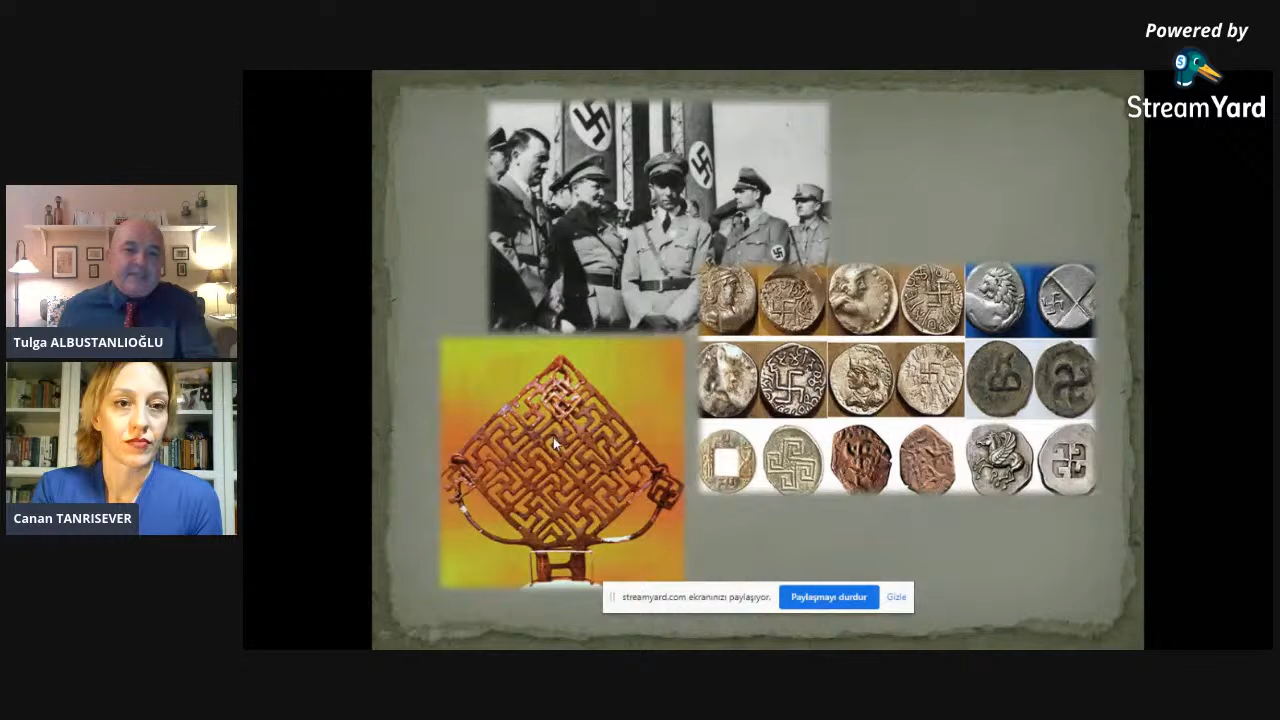 Powered by
StreamYard
Tulga ALBUSTANLIOĞLU
Canan TANRISEVER
streamyard.com ekranınızı paylaşıyor.
Paylaşmayı durdur
Gizle